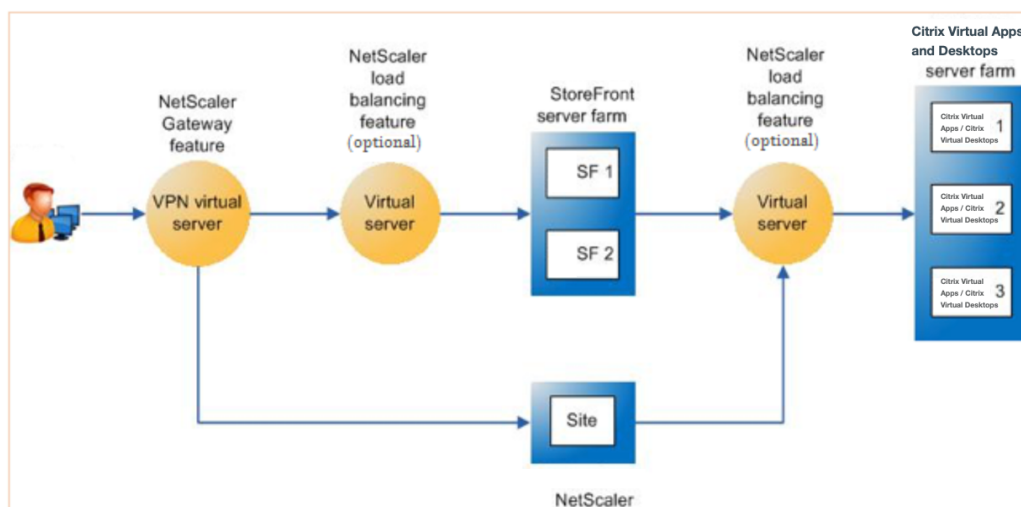 Citrix Virtual Apps
and Desktops
server farm
NetScaler
load
balancing
feature
(optional)
NetScaler
load
balancing
feature
(optional)
StoreFront
server farm
NetScaler
Gateway
feature
Citrix Virtual
Apps / Citrix
Virtual Desktops
1
SF 1
VPN virtual
server
Virtual
server
Virtual
server
Citrix Virtual
Apps / Citrix
Virtual Desktops
2
SF 2
Citrix Virtual
Apps / Citrix
Virtual Desktops
3
Site
NetScaler